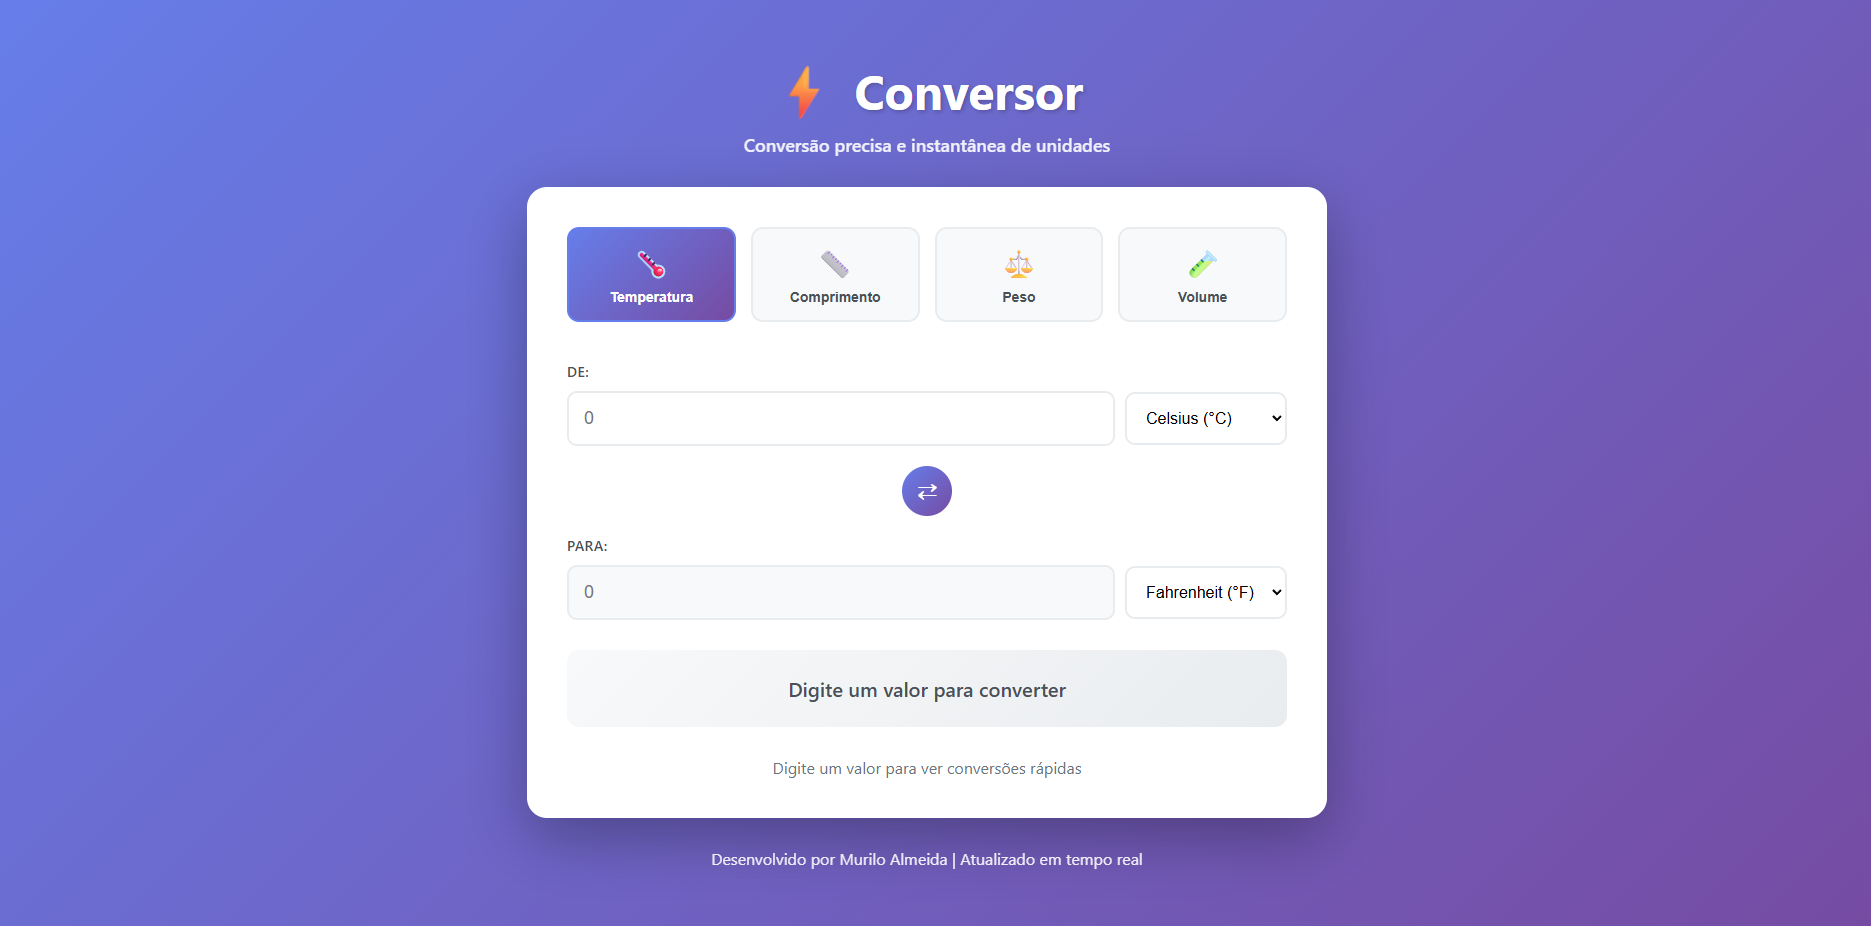 Conversor
Conversão precisa e instantânea de unidades
Temperatura
Comprimento
Peso
Volume
DE:
0
Celsius (°C)
PARA:
0
Fahrenheit (°F)
Digite um valor para converter
Digite um valor para ver conversões rápidas
Desenvolvido por Murilo Almeida | Atualizado em tempo real